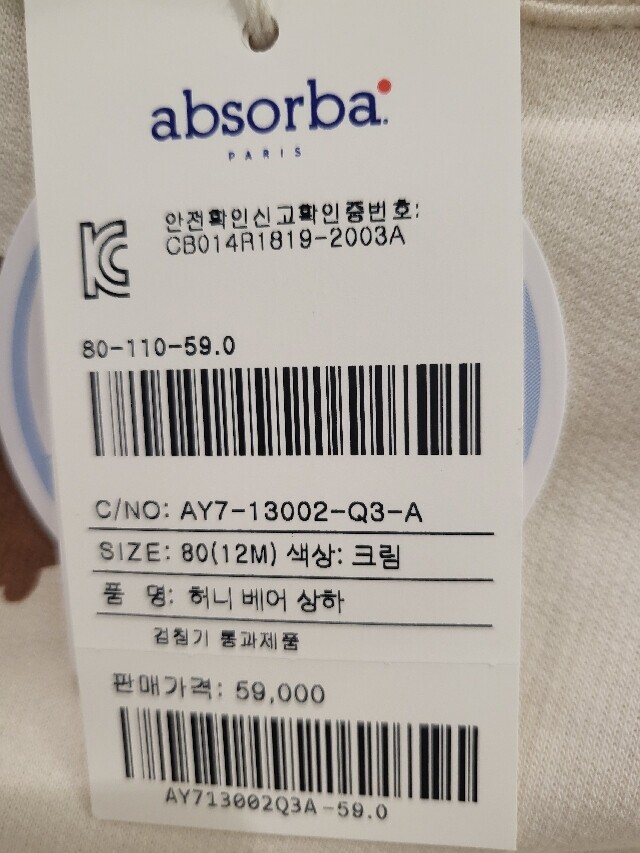 absorba.
PARIS
안전확인신고확인증번호:
CB014R1819-2003A
80-110-59.0
C/NO: AY7-13002-Q3-A
SIZE: 80(12M) 색상: 크림
품 명: 허니 베어 상하
검침기 통과제품
판매가격: 59,000
AY713002Q3A-59.0